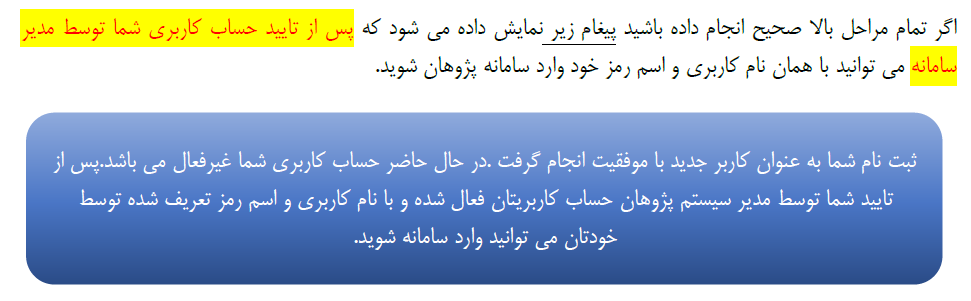 اگر تمام مراحل بالا صحیح انجام داده باشید پیغام زیر نمایش داده می شود که پس از تایید حساب کاربری شما توسط مدیر
سامانه می توانید با همان نام کاربری و اسم رمز خود وارد سامانه پژوهان شوید.
ثبت نام شما به عنوان کاربر جدید با موفقیت انجام گرفت .در حال حاضر حساب کاربری شما غیرفعال می باشد.پس از
تایید شما توسط مدیر سیستم پژوهان حساب کاربریتان فعال شده و با نام کاربری و اسم رمز تعریف شده توسط
خودتان می توانید وارد سامانه شوید.